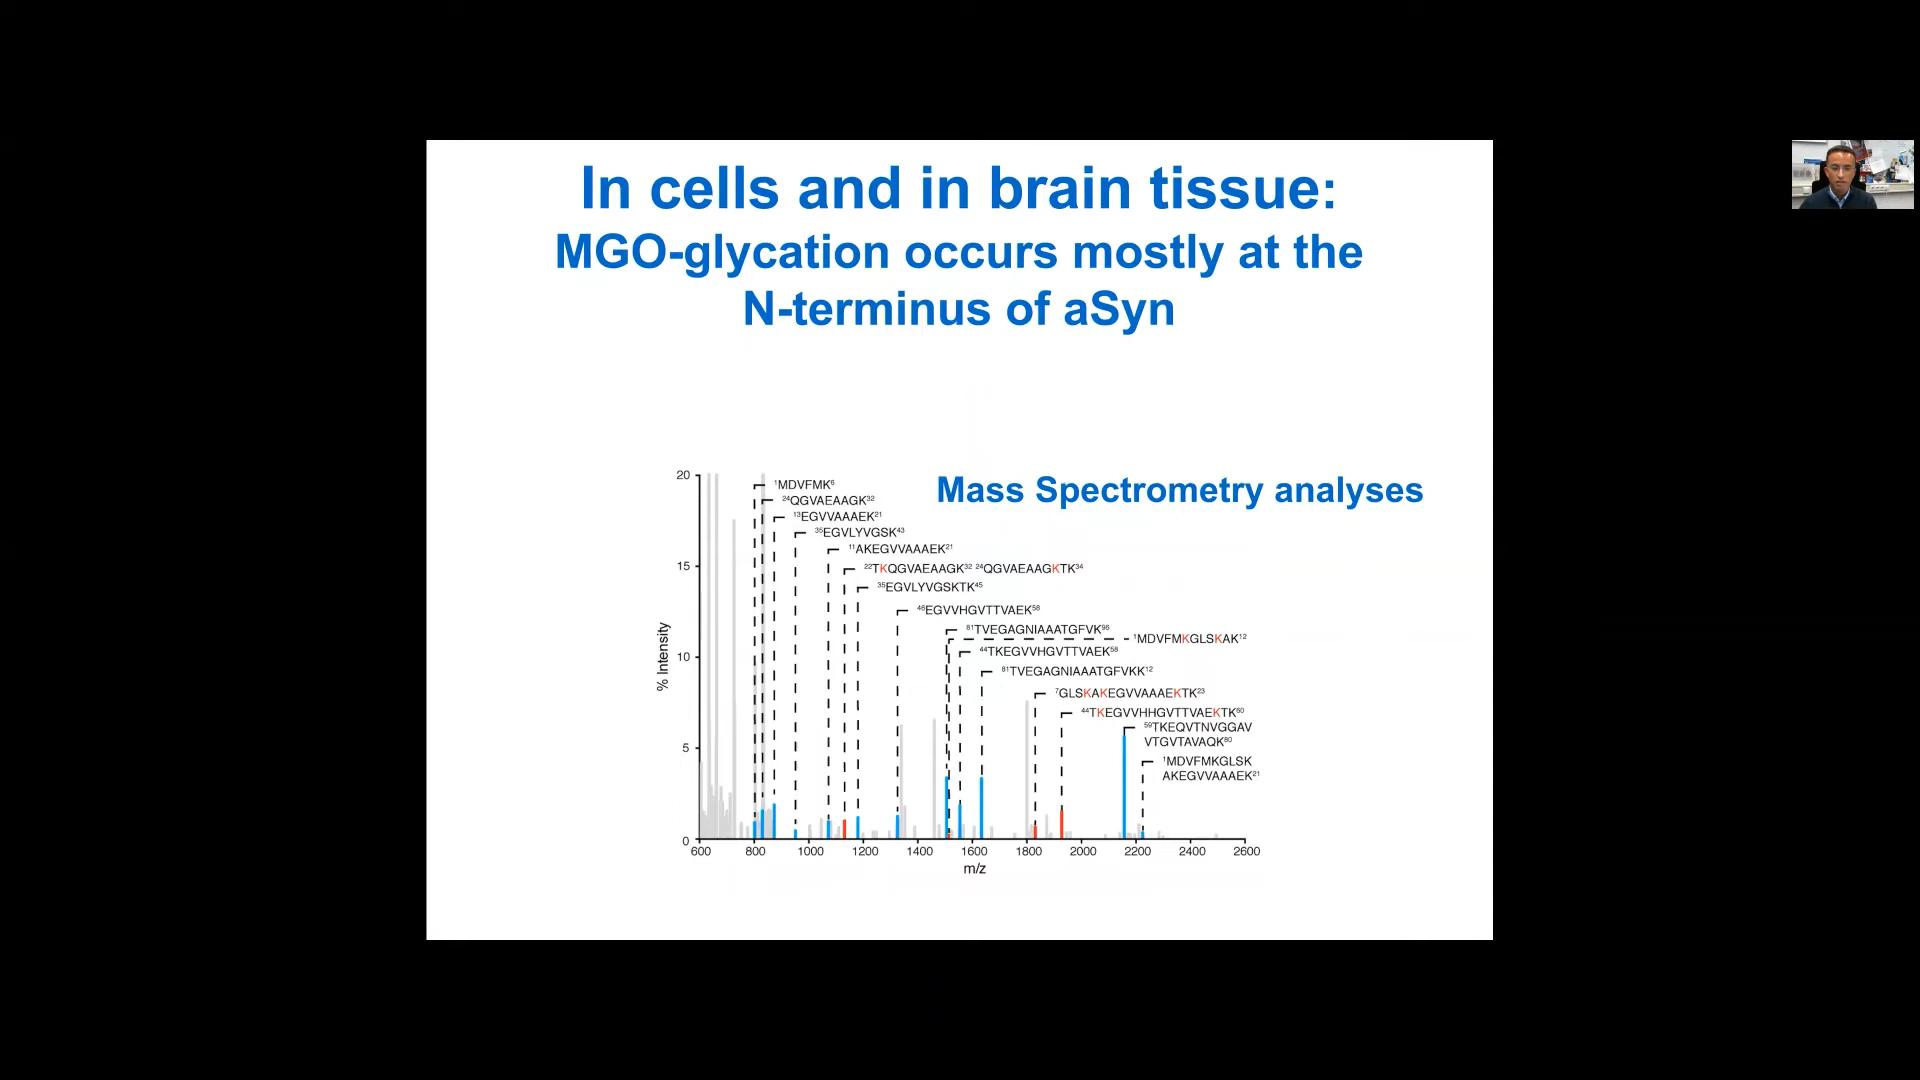 In cells and in brain tissue:
MGO-glycation occurs mostly at the
N-terminus of aSyn
Mass Spectrometry analyses
20
15
10
5
0
% Intensity
¹MDVFMK⁶
²⁴QGVAEAAGK³²
¹³EGVVAAAEK²¹
³⁵EGVLYVGSK⁴³
¹¹AKEGVVAAAEK²¹
²²TKQGVAEAAGK³² ²⁴QGVAEAAGKTK³⁴
³⁵EGVLYVGSKTK⁴⁵
⁴⁶EGVVHGVTTVAEK⁵⁸
⁸¹TVEGAGNIAAATGFVK⁹⁶
¹MDVFMKGLSKAK¹²
⁴⁴TKEGVVHGVTTVAEK⁵⁸
⁸¹TVEGAGNIAAATGFVKK¹²
⁷GLSKAKEGVVAAAEKTK²³
⁴⁴TKEGVVHHGVTTVAEKTK⁶⁰
⁵⁹TKEQVTNVGGAV
VTGVTAVAQK⁸⁰
¹MDVFMKGLSK
AKEGVVAAAEK²¹
600 800 1000 1200 1400 1600 1800 2000 2200 2400 2600
m/z